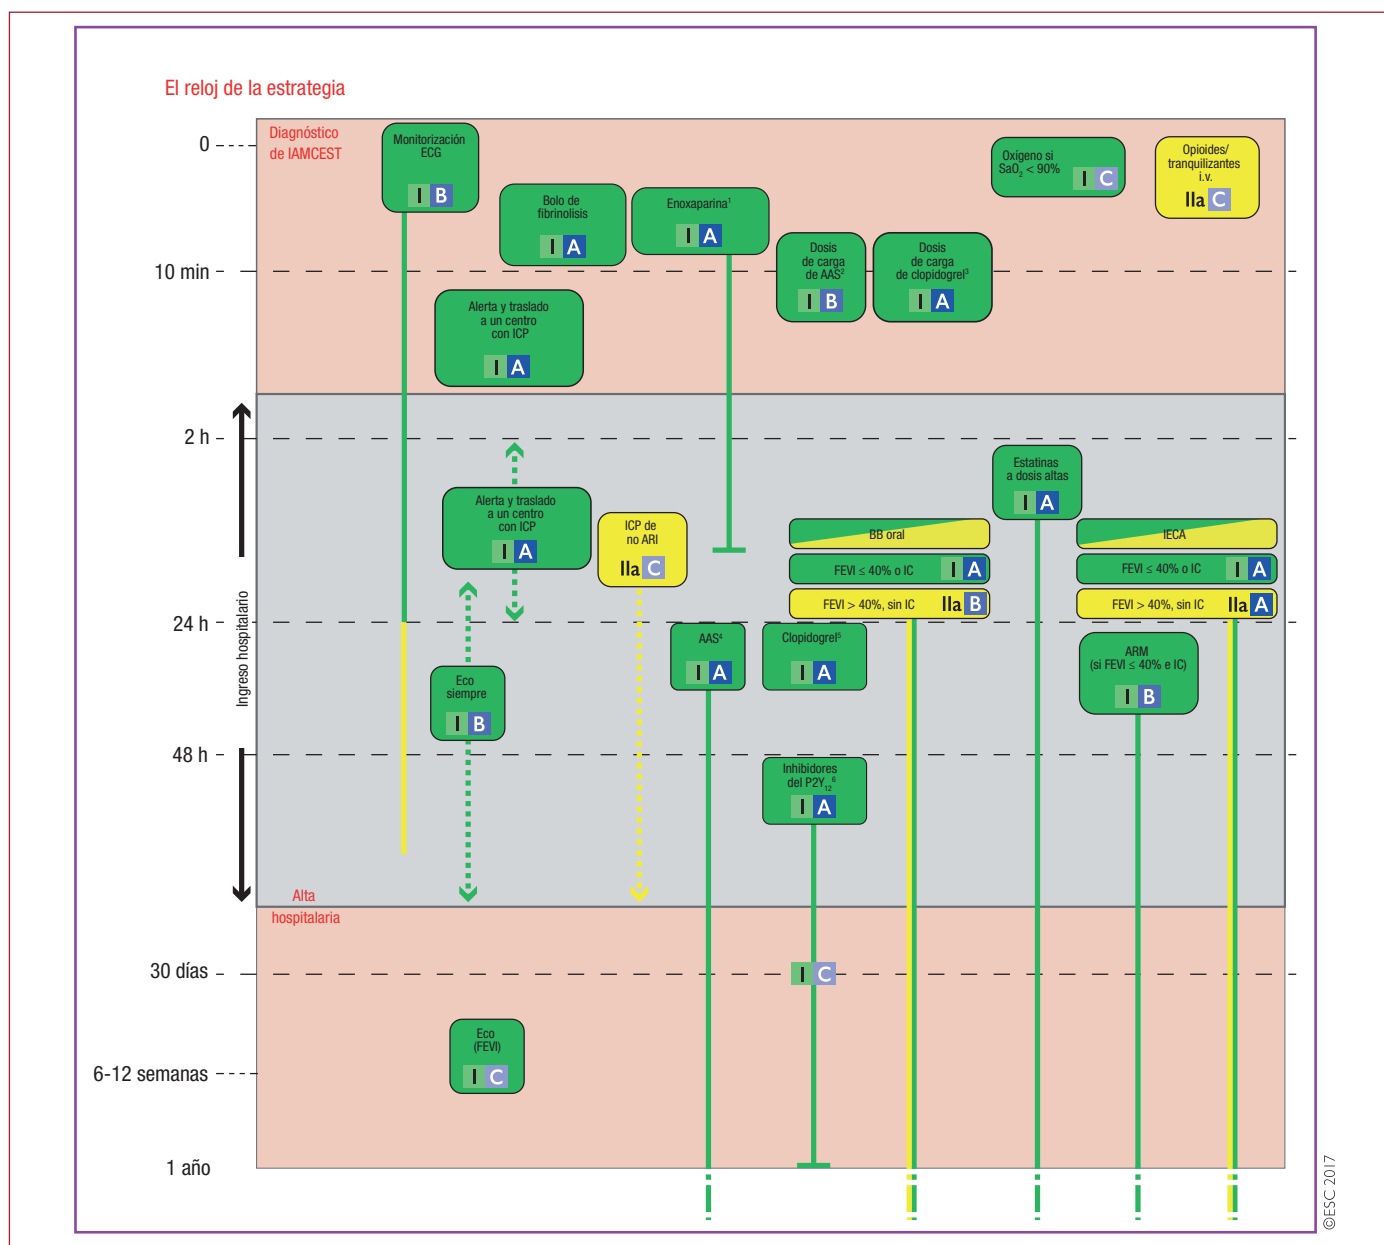 El reloj de la estrategia
0
Diagnóstico
de IAMCEST
Monitorización
ECG
I B
Bolo de
fibrinolisis
I A
Enoxaparina¹
I A
Dosis
de carga
de AAS²
I B
Dosis
de carga
de clopidogrel³
I A
Oxígeno si
SaO₂ < 90%
I C
Opioides/
tranquilizantes
i.v.
IIa C
10 min
Alerta y traslado
a un centro
con ICP
I A
2 h
Ingreso hospitalario
Alerta y traslado
a un centro
con ICP
I A
ICP de
no ARI
IIa C
Estatinas
a dosis altas
I A
BB oral
FEVI ≤ 40% o IC I A
FEVI > 40%, sin IC IIa B
IECA
FEVI ≤ 40% o IC I A
FEVI > 40%, sin IC IIa A
24 h
Eco
siempre
I B
AAS⁴
I A
Clopidogrel⁵
I A
ARM
(si FEVI ≤ 40% e IC)
I B
48 h
Inhibidores
del P2Y₁₂⁶
I A
Alta
hospitalaria
30 días
I C
Eco
(FEVI)
I C
6-12 semanas
1 año
©ESC 2017